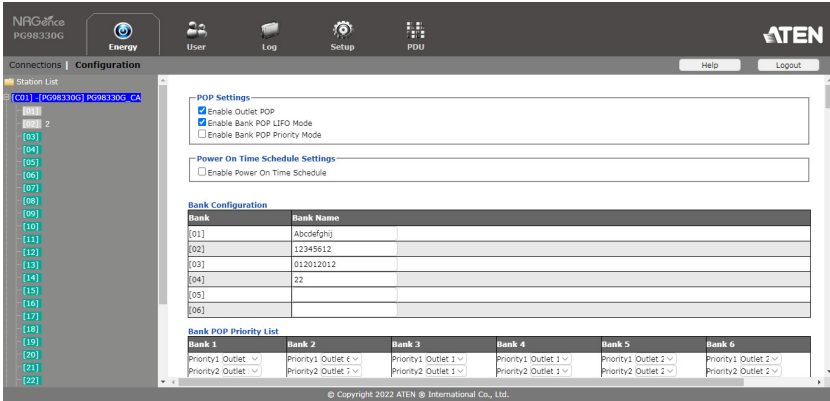 NRGence
PG98330G
Energy
User
Log
Setup
PDU
ATEN
Connections | Configuration
Help
Logout
Station List
[C01] -[PG98330G] PG98330G_CA
[01]
[02] 2
[03]
[04]
[05]
[06]
[07]
[08]
[09]
[10]
[11]
[12]
[13]
[14]
[15]
[16]
[17]
[18]
[19]
[20]
[21]
[22]
POP Settings
Enable Outlet POP
Enable Bank POP LIFO Mode
Enable Bank POP Priority Mode
Power On Time Schedule Settings
Enable Power On Time Schedule
Bank Configuration
Bank Bank Name
[01] Abcdefghij
[02] 12345612
[03] 012012012
[04] 22
[05]
[06]
Bank POP Priority List
Bank 1 Bank 2 Bank 3 Bank 4 Bank 5 Bank 6
Priority1 Outlet Priority1 Outlet 6 Priority1 Outlet 1 Priority1 Outlet 1 Priority1 Outlet 2 Priority1 Outlet 2
Priority2 Outlet Priority2 Outlet 7 Priority2 Outlet 1 Priority2 Outlet 1 Priority2 Outlet 2 Priority2 Outlet 2
© Copyright 2022 ATEN ® International Co., Ltd.